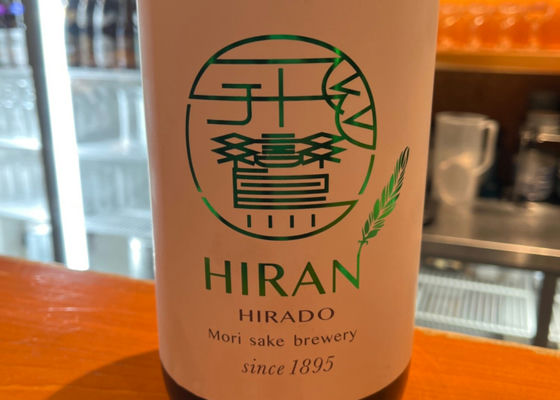 HIRAN
HIRADO
Mori sake brewery
since 1895